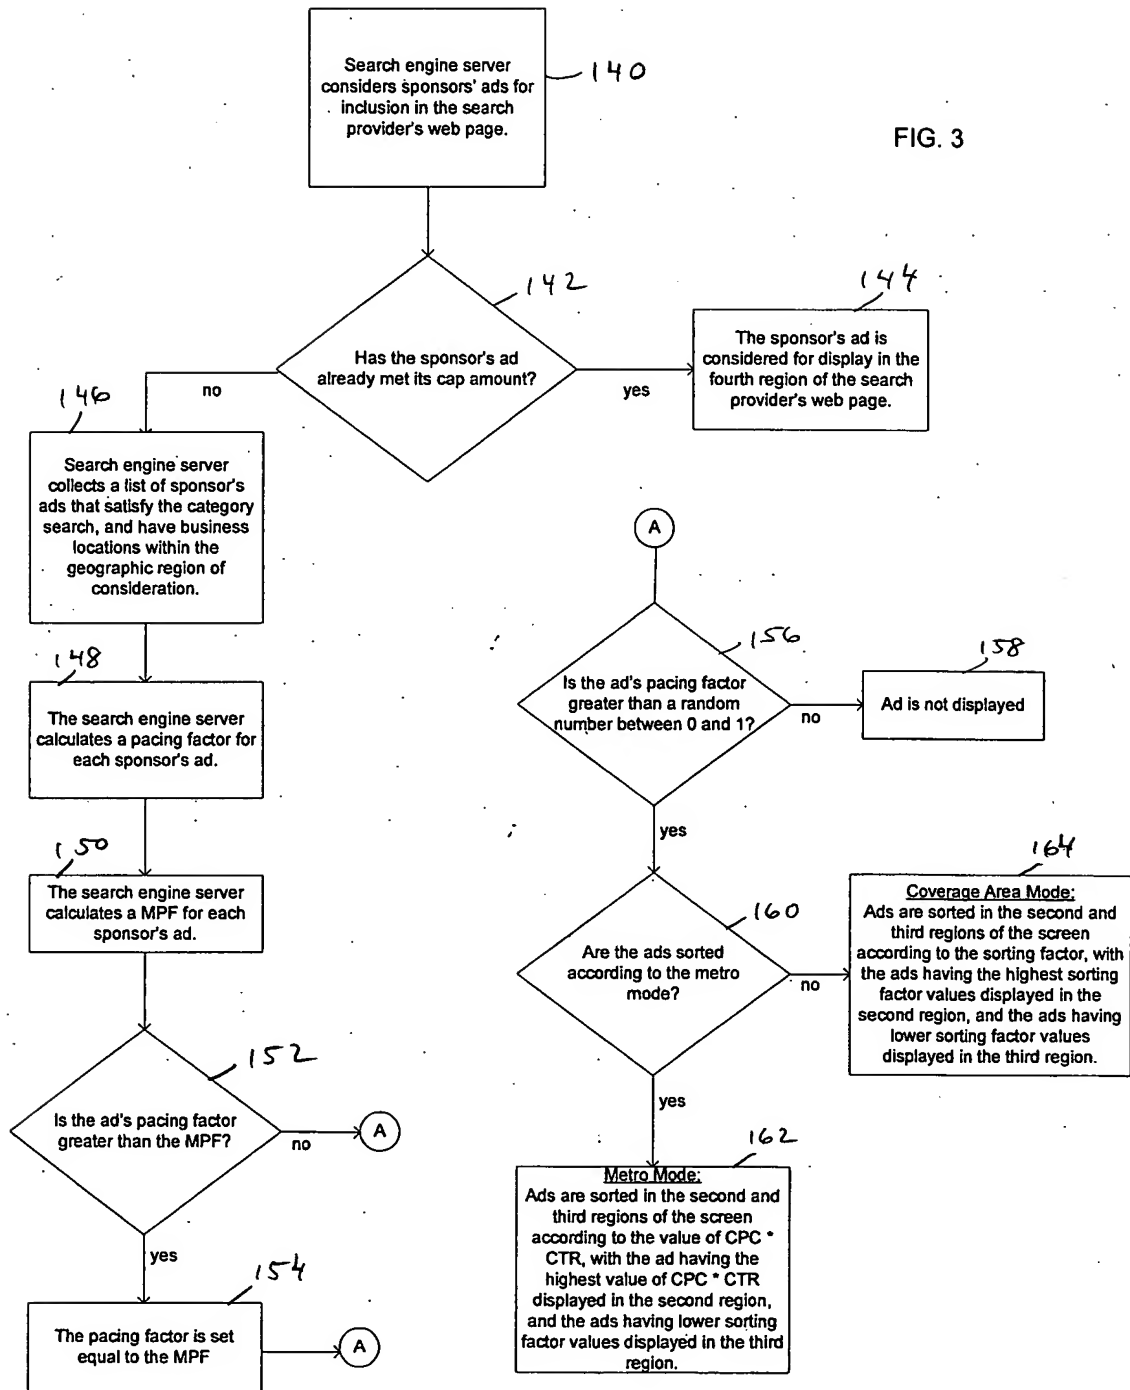 Search engine server
considers sponsors' ads for
inclusion in the search
provider's web page.
140
FIG. 3
142
Has the sponsor's ad
already met its cap amount?
no
yes
144
The sponsor's ad is
considered for display in the
fourth region of the search
provider's web page.
146
Search engine server
collects a list of sponsor's
ads that satisfy the category
search, and have business
locations within the
geographic region of
consideration.
148
The search engine server
calculates a pacing factor for
each sponsor's ad.
150
The search engine server
calculates a MPF for each
sponsor's ad.
152
Is the ad's pacing factor
greater than the MPF?
no
A
yes
154
The pacing factor is set
equal to the MPF
A
A
156
Is the ad's pacing factor
greater than a random
number between 0 and 1?
no
158
Ad is not displayed
yes
160
Are the ads sorted
according to the metro
mode?
no
164
Coverage Area Mode:
Ads are sorted in the second and
third regions of the screen
according to the sorting factor, with
the ads having the highest sorting
factor values displayed in the
second region, and the ads having
lower sorting factor values
displayed in the third region.
yes
162
Metro Mode:
Ads are sorted in the second and
third regions of the screen
according to the value of CPC *
CTR, with the ad having the
highest value of CPC * CTR
displayed in the second region,
and the ads having lower sorting
factor values displayed in the third
region.